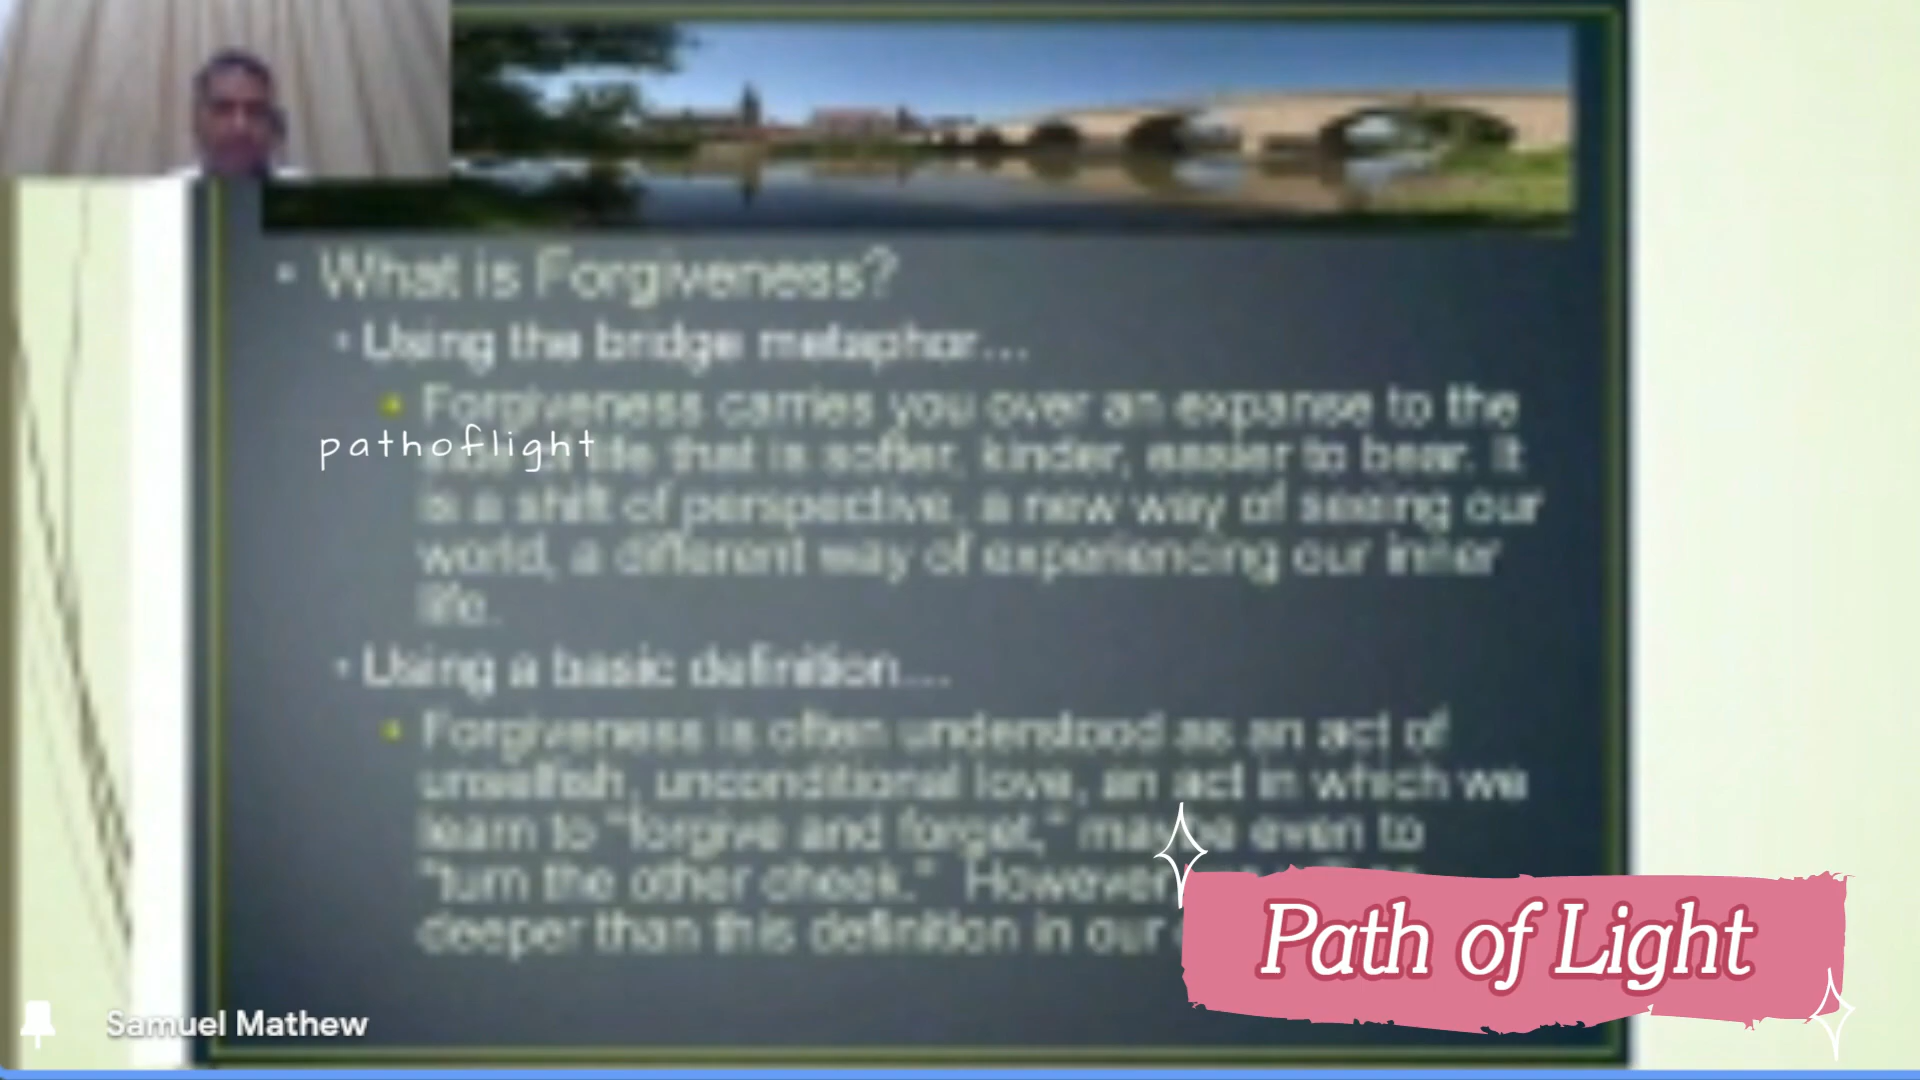 What is Forgiveness?
Using the bridge metaphor...
Forgiveness carries you over an expanse to the
pathoflight
that is softer, kinder, easier to bear. It
is a shift of perspective, a new way of seeing our
world, a different way of experiencing our inner
life.
Using a basic definition....
Forgiveness is often understood as an act of
unselfish, unconditional love, an act in which we
learn to "forgive and forget," maybe even to
"turn the other cheek." However
deeper than this definition in our
Path of Light
Samuel Mathew